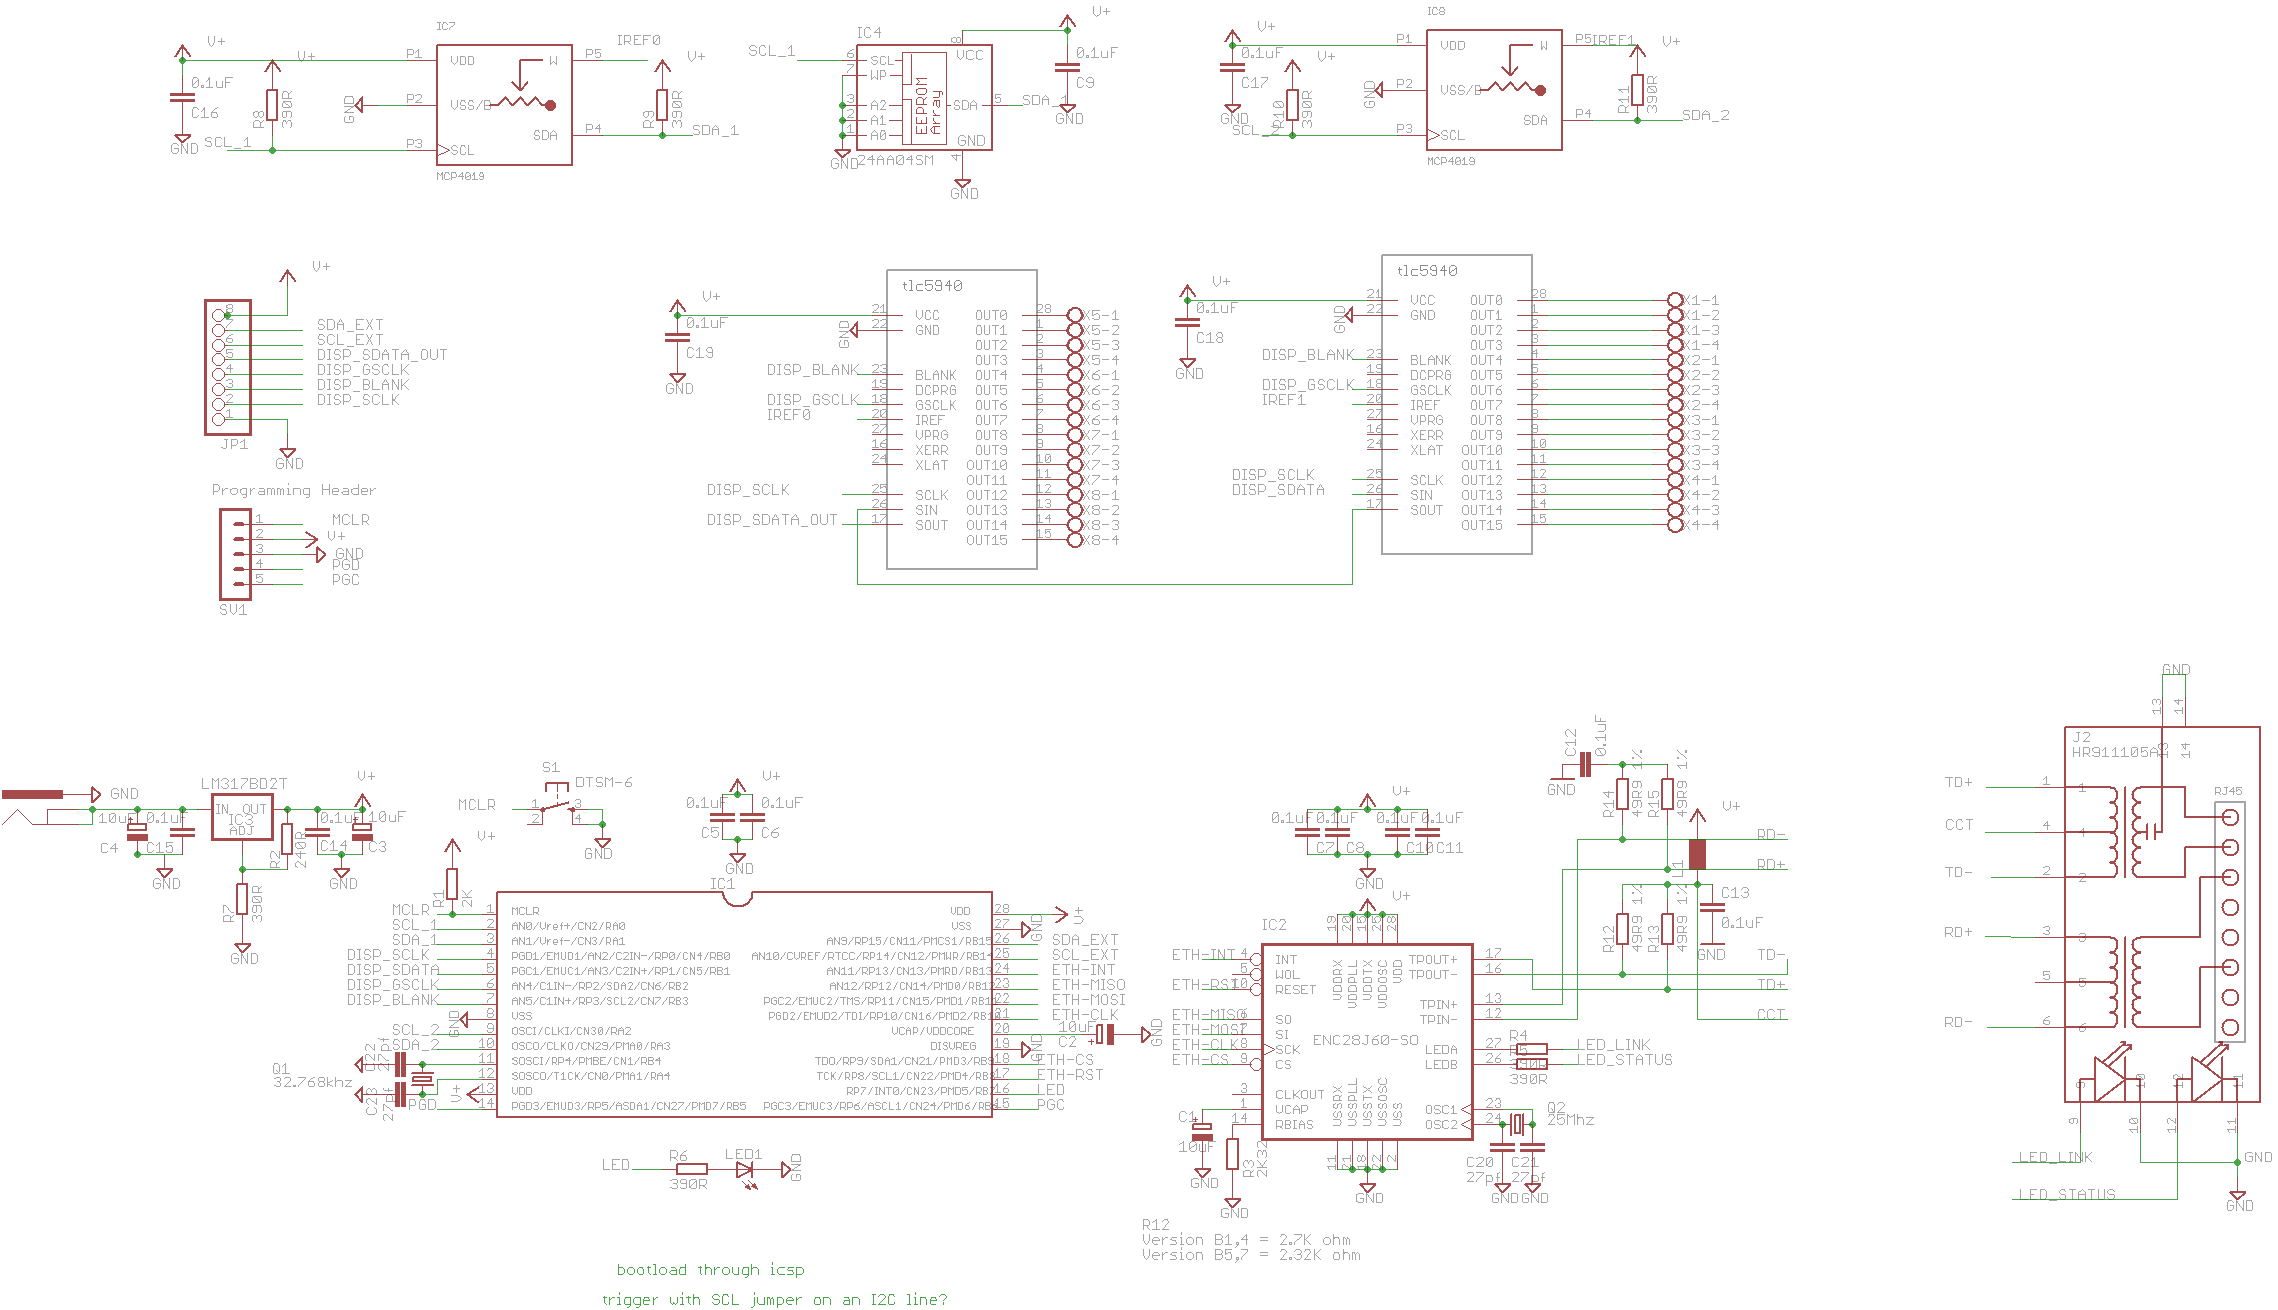 IC7
V+
V+
0.1uF
C16
GND
R8
390R
SCL_1
GND
P1
P2
P3
VDD
VSS/B
SCL
W
SDA
P5
P4
MCP4019
IREF0
V+
R9
390R
SDA_1
IC4
SCL_1
6
7
3
2
1
SCL
WP
A2
A1
A0
EEPROM
Array
VCC
SDA
GND
8
5
4
24AA04SM
GND
GND
V+
0.1uF
C9
SDA_1
GND
IC8
V+
V+
0.1uF
C17
GND
R10
390R
SCL_2
GND
P1
P2
P3
VDD
VSS/B
SCL
W
SDA
P5
P4
MCP4019
IREF1
V+
R11
390R
SDA_2
V+
8
7
6
5
4
3
2
1
SDA_EXT
SCL_EXT
DISP_SDATA_OUT
DISP_GSCLK
DISP_BLANK
DISP_SCLK
JP1
GND
Programming Header
1 MCLR
2 V+
3 GND
4 PGD
5 PGC
SV1
tlc5940
V+
0.1uF
C19
GND
GND
21 VCC
22 GND
DISP_BLANK 23 BLANK
19 DCPRG
DISP_GSCLK 18 GSCLK
IREF0 20 IREF
27 VPRG
16 XERR
24 XLAT
DISP_SCLK 25 SCLK
26 SIN
DISP_SDATA_OUT 17 SOUT
OUT0 28 X5-1
OUT1 1 X5-2
OUT2 2 X5-3
OUT3 3 X5-4
OUT4 4 X6-1
OUT5 5 X6-2
OUT6 6 X6-3
OUT7 7 X6-4
OUT8 8 X7-1
OUT9 9 X7-2
OUT10 10 X7-3
OUT11 11 X7-4
OUT12 12 X8-1
OUT13 13 X8-2
OUT14 14 X8-3
OUT15 15 X8-4
tlc5940
V+
0.1uF
C18
GND
GND
21 VCC
22 GND
DISP_BLANK 23 BLANK
19 DCPRG
DISP_GSCLK 18 GSCLK
IREF1 20 IREF
27 VPRG
16 XERR
24 XLAT
DISP_SCLK 25 SCLK
DISP_SDATA 26 SIN
17 SOUT
OUT0 28 X1-1
OUT1 1 X1-2
OUT2 2 X1-3
OUT3 3 X1-4
OUT4 4 X2-1
OUT5 5 X2-2
OUT6 6 X2-3
OUT7 7 X2-4
OUT8 8 X3-1
OUT9 9 X3-2
OUT10 10 X3-3
OUT11 11 X3-4
OUT12 12 X4-1
OUT13 13 X4-2
OUT14 14 X4-3
OUT15 15 X4-4
GND
LM317BD2T
IN OUT
IC3
ADJ
10uF
C4
0.1uF
C15
GND
R2
240R
0.1uF
C14
V+
10uF
C3
GND
R7
390R
GND
S1
DTSM-6
MCLR
1
2
3
4
GND
V+
R1
2K
V+
0.1uF
0.1uF
C5
C6
GND
IC1
MCLR 1 MCLR
SCL_1 2 AN0/Vref+/CN2/RA0
SDA_1 3 AN1/Vref-/CN3/RA1
DISP_SCLK 4 PGD1/EMUD1/AN2/C2IN-/RP0/CN4/RB0
DISP_SDATA 5 PGC1/EMUC1/AN3/C2IN+/RP1/CN5/RB1
DISP_GSCLK 6 AN4/C1IN-/RP2/SDA2/CN6/RB2
DISP_BLANK 7 AN5/C1IN+/RP3/SCL2/CN7/RB3
GND 8 VSS
SCL_2 9 OSCI/CLKI/CN30/RA2
SDA_2 10 OSCO/CLKO/CN29/PMA0/RA3
11 SOSCI/RP4/PMBE/CN1/RB4
12 SOSCO/T1CK/CN0/PMA1/RA4
V+ 13 VDD
PGD 14 PGD3/EMUD3/RP5/ASDA1/CN27/PMD7/RB5
Q1
32.768khz
C22
27pf
C23
27pf
VDD 28 V+
VSS 27 GND
AN9/RP15/CN11/PMCS1/RB15 26 SDA_EXT
AN10/CVREF/RTCC/RP14/CN12/PMWR/RB14 25 SCL_EXT
AN11/RP13/CN13/PMRD/RB13 24 ETH-INT
AN12/RP12/CN14/PMD0/RB12 23 ETH-MISO
PGC2/EMUC2/TMS/RP11/CN15/PMD1/RB11 22 ETH-MOSI
PGD2/EMUD2/TDI/RP10/CN16/PMD2/RB10 21 ETH-CLK
VCAP/VDDCORE 20
10uF
C2
GND
DISVREG 19 GND
TDO/RP9/SDA1/CN21/PMD3/RB9 18 ETH-CS
TCK/RP8/SCL1/CN22/PMD4/RB8 17 ETH-RST
RP7/INT0/CN23/PMD5/RB7 16 LED
PGC3/EMUC3/RP6/ASCL1/CN24/PMD6/RB6 15 PGC
LED
R6
390R
LED1
GND
V+
0.1uF
0.1uF
0.1uF
0.1uF
C7
C8
C10
C11
GND
V+
IC2
ENC28J60-SO
19
20
15
25
28
VDDRX
VDDPLL
VDDTX
VDDOSC
VDD
ETH-INT 4 INT
5 WOL
ETH-RST 10 RESET
ETH-MISO 6 SO
ETH-MOSI 7 SI
ETH-CLK 8 SCK
ETH-CS 9 CS
3 CLKOUT
1 VCAP
14 RBIAS
TPOUT+ 17
TPOUT- 16
TPIN+ 13
TPIN- 12
LEDA 27
LEDB 26
OSC1 23
OSC2 24
VSSRX
VSSPLL
VSSTX
VSSOSC
VSS
11
21
18
22
2
GND
C1
10uF
GND
R3
2K32
GND
R4
390R
LED_LINK
LED_STATUS
Q2
25Mhz
C20
27pf
C21
27pf
GND
GND
C12
0.1uF
GND
R14
49R9 1%
R15
49R9 1%
V+
L1
RD-
RD+
R12
49R9 1%
R13
49R9 1%
C13
0.1uF
GND
TD-
TD+
CCT
GND
13
14
J2
HR911105A
13
14
RJ45
TD+ 1 1
CCT 4 4
TD- 2 2
RD+ 3 3
5 5
RD- 6 6
9
10
12
11
9
10
12
11
LED_LINK
LED_STATUS
GND
GND
R12
Version B1,4 = 2.7K ohm
Version B5,7 = 2.32K ohm
bootload through icsp
trigger with SCL jumper on an I2C line?